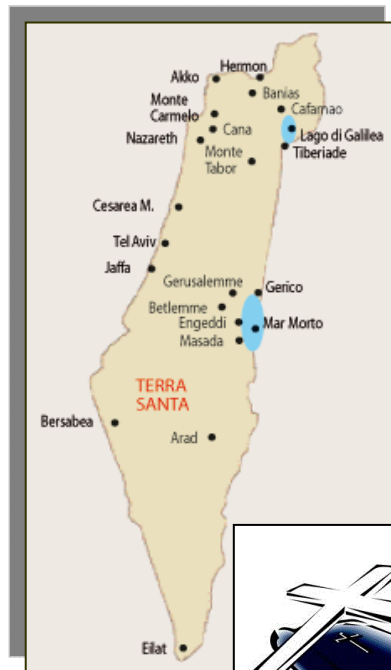 Hermon
Akko
Banias
Monte
Carmelo
Cafarnao
Cana
Lago di Galilea
Nazareth
Tiberiade
Monte
Tabor
Cesarea M.
Tel Aviv
Jaffa
Gerusalemme
Gerico
Betlemme
Engeddi
Mar Morto
Masada
TERRA
SANTA
Bersabea
Arad
Eilat